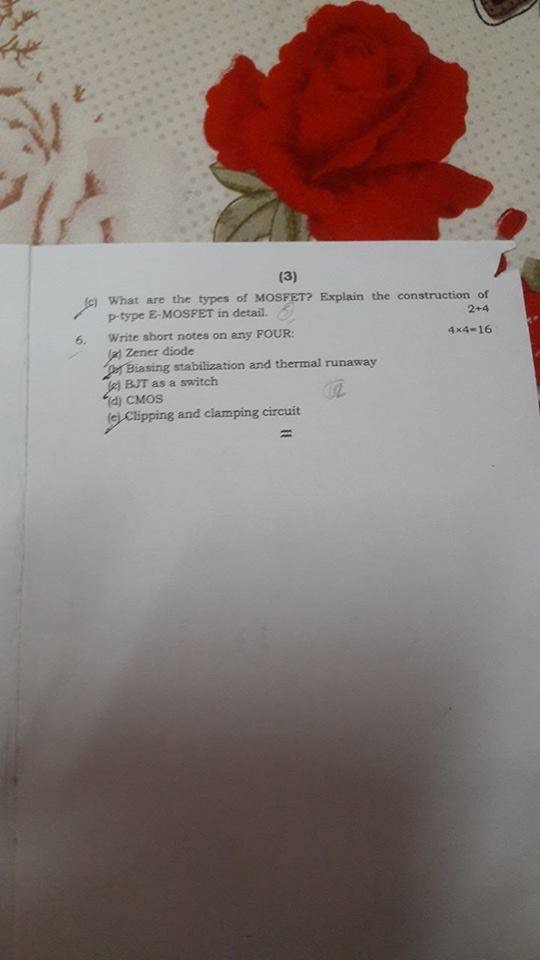 (3)
(c) What are the types of MOSFET? Explain the construction of
p-type E-MOSFET in detail. 2+4
6. Write short notes on any FOUR: 4×4=16
(a) Zener diode
(b) Biasing stabilization and thermal runaway
(c) BJT as a switch
(d) CMOS
(e) Clipping and clamping circuit